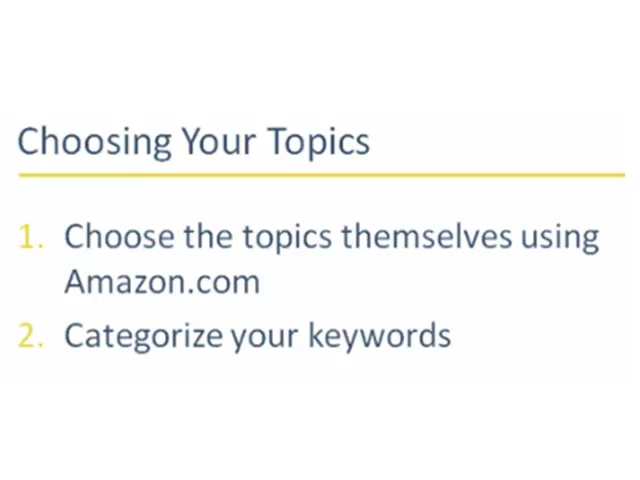 Choosing Your Topics
1. Choose the topics themselves using
Amazon.com
2. Categorize your keywords